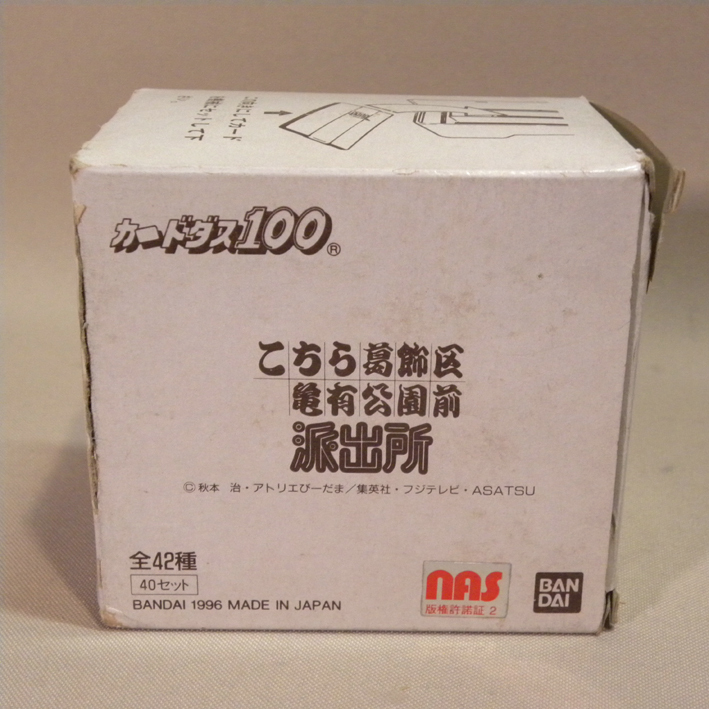 カードダス100®
こちら葛飾区
亀有公園前
派出所
©秋本 治・アトリエびーだま／集英社・フジテレビ・ASATSU
全42種
40セット
BANDAI 1996 MADE IN JAPAN
nas
版権許諾証 2
BAN
DAI